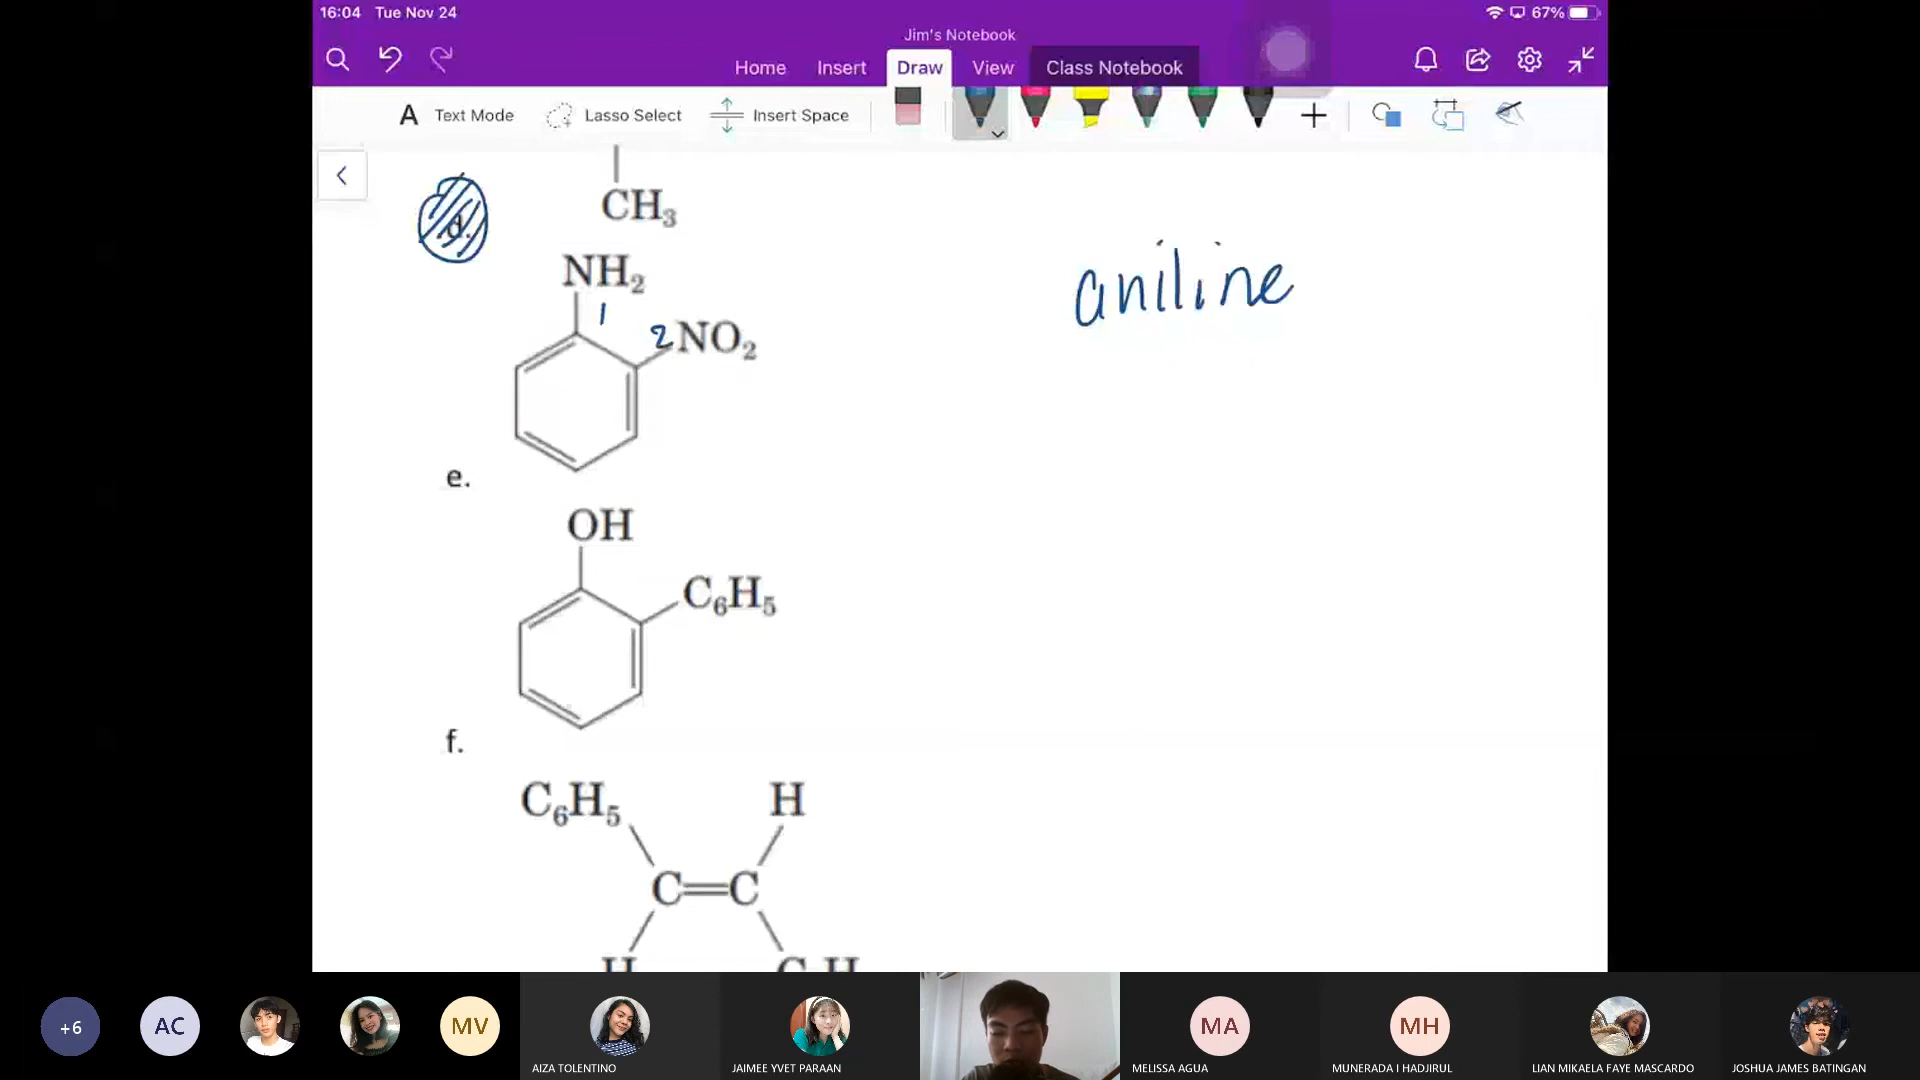 16:04 Tue Nov 24
67%
Jim's Notebook
Home Insert Draw View Class Notebook
A Text Mode Lasso Select Insert Space
CH₃
d.
aniline
NH₂
1
2 NO₂
e.
OH
C₆H₅
f.
C₆H₅ H
C=C
+6 AC MV MA MH
AIZA TOLENTINO JAIMEE YVET PARAAN MELISSA AGUA MUNERADA I HADJIRUL LIAN MIKAELA FAYE MASCARDO JOSHUA JAMES BATINGAN